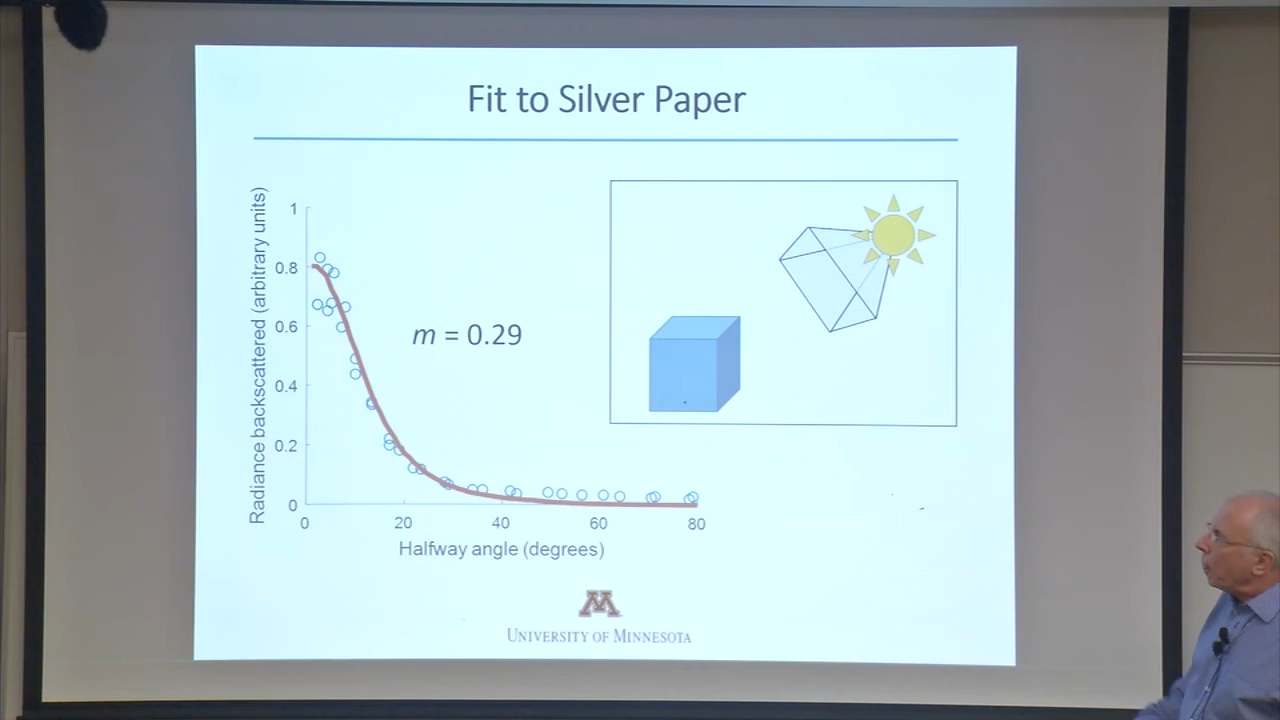 Fit to Silver Paper
Radiance backscattered (arbitrary units)
1
0.8
0.6
0.4
0.2
0
m = 0.29
0
20
40
60
80
Halfway angle (degrees)
M
UNIVERSITY OF MINNESOTA